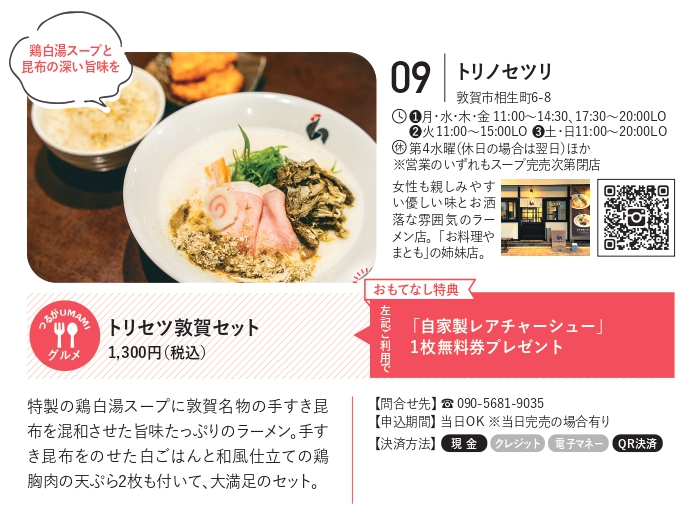 鶏白湯スープと
昆布の深い旨味を
09
トリノセツリ
敦賀市相生町6-8
❶月・水・木・金 11:00〜14:30、17:30〜20:00LO
❷火11:00〜15:00LO ❸土・日11:00〜20:00LO
休 第4水曜(休日の場合は翌日)ほか
※営業のいずれもスープ完売次第閉店
女性も親しみやす
い優しい味とお洒
落な雰囲気のラー
メン店。「お料理や
まとも」の姉妹店。
おもてなし特典
つるがUMAMI
グルメ
トリセツ敦賀セット
1,300円(税込)
左記ご利用で
「自家製レアチャーシュー」
1枚無料券プレゼント
特製の鶏白湯スープに敦賀名物の手すき昆
布を混和させた旨味たっぷりのラーメン。手す
き昆布をのせた白ごはんと和風仕立ての鶏
胸肉の天ぷら2枚も付いて、大満足のセット。
【問合せ先】☎ 090-5681-9035
【申込期間】当日OK ※当日完売の場合有り
【決済方法】現 金 クレジット 電子マネー QR決済